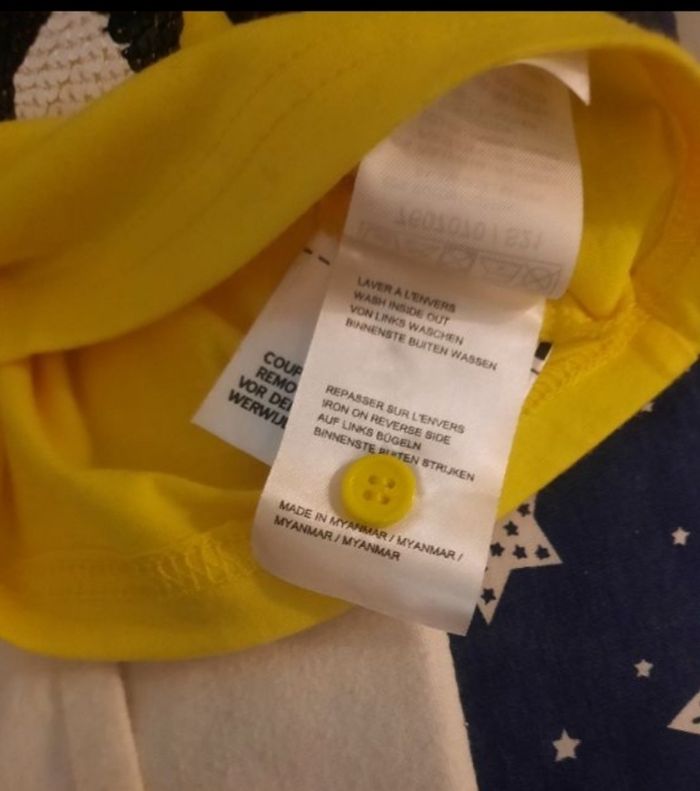 LAVER À L'ENVERS
WASH INSIDE OUT
VON LINKS WASCHEN
BINNENSTE BUITEN WASSEN
COUP
REMO
VOR DE
WERWIJ
REPASSER SUR L'ENVERS
IRON ON REVERSE SIDE
AUF LINKS BÜGELN
BINNENSTE BUITEN STRIJKEN
MADE IN MYANMAR / MYANMAR /
MYANMAR / MYANMAR